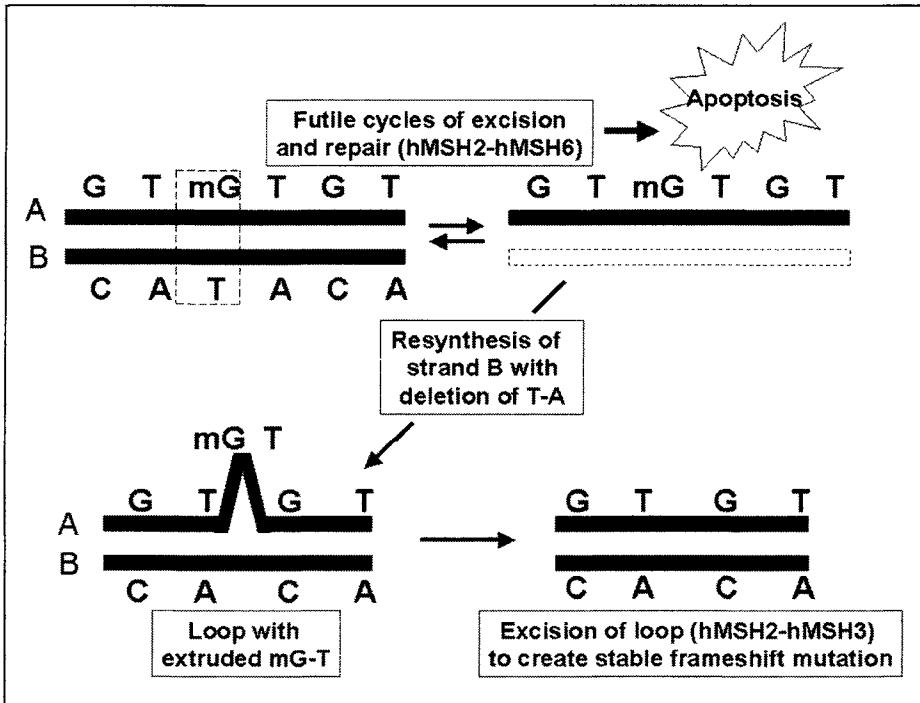 Apoptosis
Futile cycles of excision
and repair (hMSH2-hMSH6)
G T mG T G T
A
B
C A T A C A
G T mG T G T
Resynthesis of
strand B with
deletion of T-A
mG T
G T G T
A
B
C A C A
Loop with
extruded mG-T
G T G T
C A C A
Excision of loop (hMSH2-hMSH3)
to create stable frameshift mutation